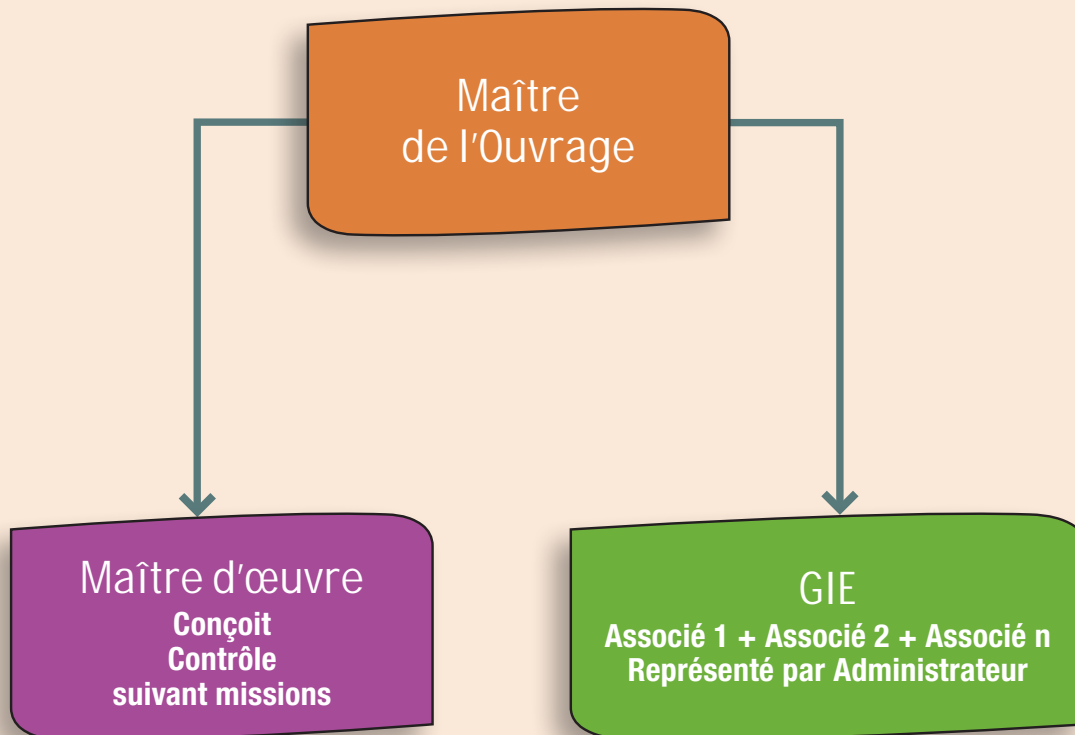 Maître
de l'Ouvrage
Maître d'œuvre
Conçoit
Contrôle
suivant missions
GIE
Associé 1 + Associé 2 + Associé n
Représenté par Administrateur